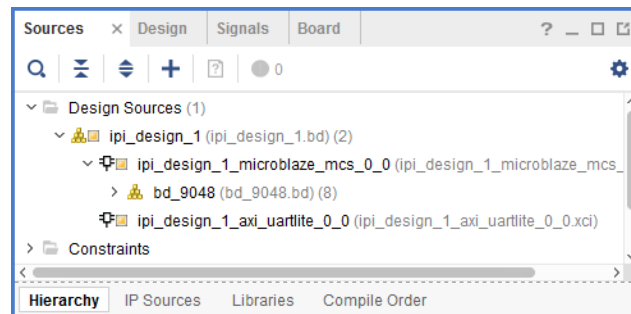 Sources × Design Signals Board ? _
? 0
Design Sources (1)
ipi_design_1 (ipi_design_1.bd) (2)
ipi_design_1_microblaze_mcs_0_0 (ipi_design_1_microblaze_mcs_
bd_9048 (bd_9048.bd) (8)
ipi_design_1_axi_uartlite_0_0 (ipi_design_1_axi_uartlite_0_0.xci)
Constraints
Hierarchy IP Sources Libraries Compile Order